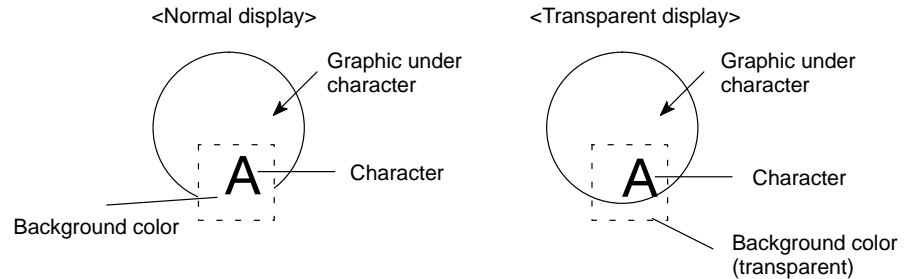 <Normal display>
Graphic under
character
A
Character
Background color
<Transparent display>
Graphic under
character
A
Character
Background color
(transparent)